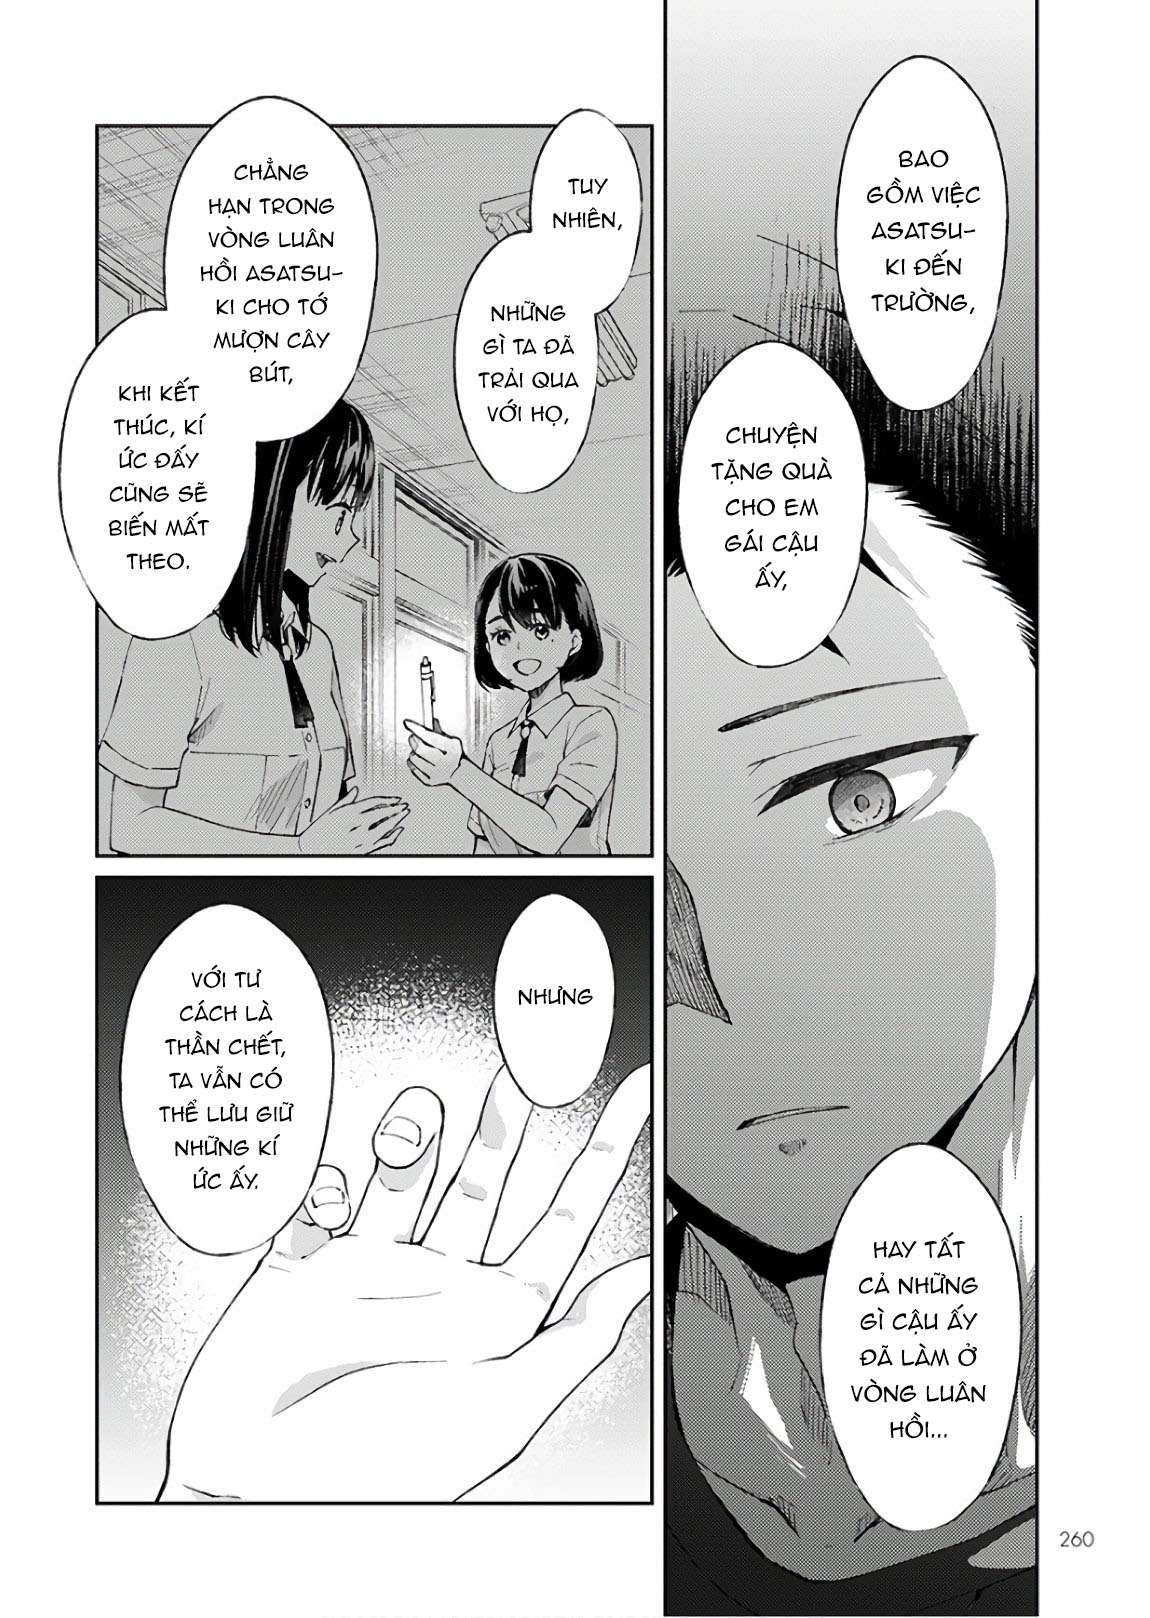 BAO
GỒM VIỆC
ASATSU-
KI ĐẾN
TRƯỜNG,
CHUYỆN
TẶNG QUÀ
CHO EM
GÁI CẬU
ẤY,
HAY TẤT
CẢ NHỮNG
GÌ CẬU ẤY
ĐÃ LÀM Ở
VÒNG LUÂN
HỒI...
TUY
NHIÊN,
NHỮNG
GÌ TA ĐÃ
TRẢI QUA
VỚI HỌ,
CHẲNG
HẠN TRONG
VÒNG LUÂN
HỒI ASATSU-
KI CHO TỚ
MƯỢN CÂY
BÚT,
KHI KẾT
THÚC, KÍ
ỨC ĐẤY
CŨNG SẼ
BIẾN MẤT
THEO.
NHƯNG
VỚI TƯ
CÁCH LÀ
THẦN CHẾT,
TA VẪN CÓ
THỂ LƯU GIỮ
NHỮNG KÍ
ỨC ẤY.
260